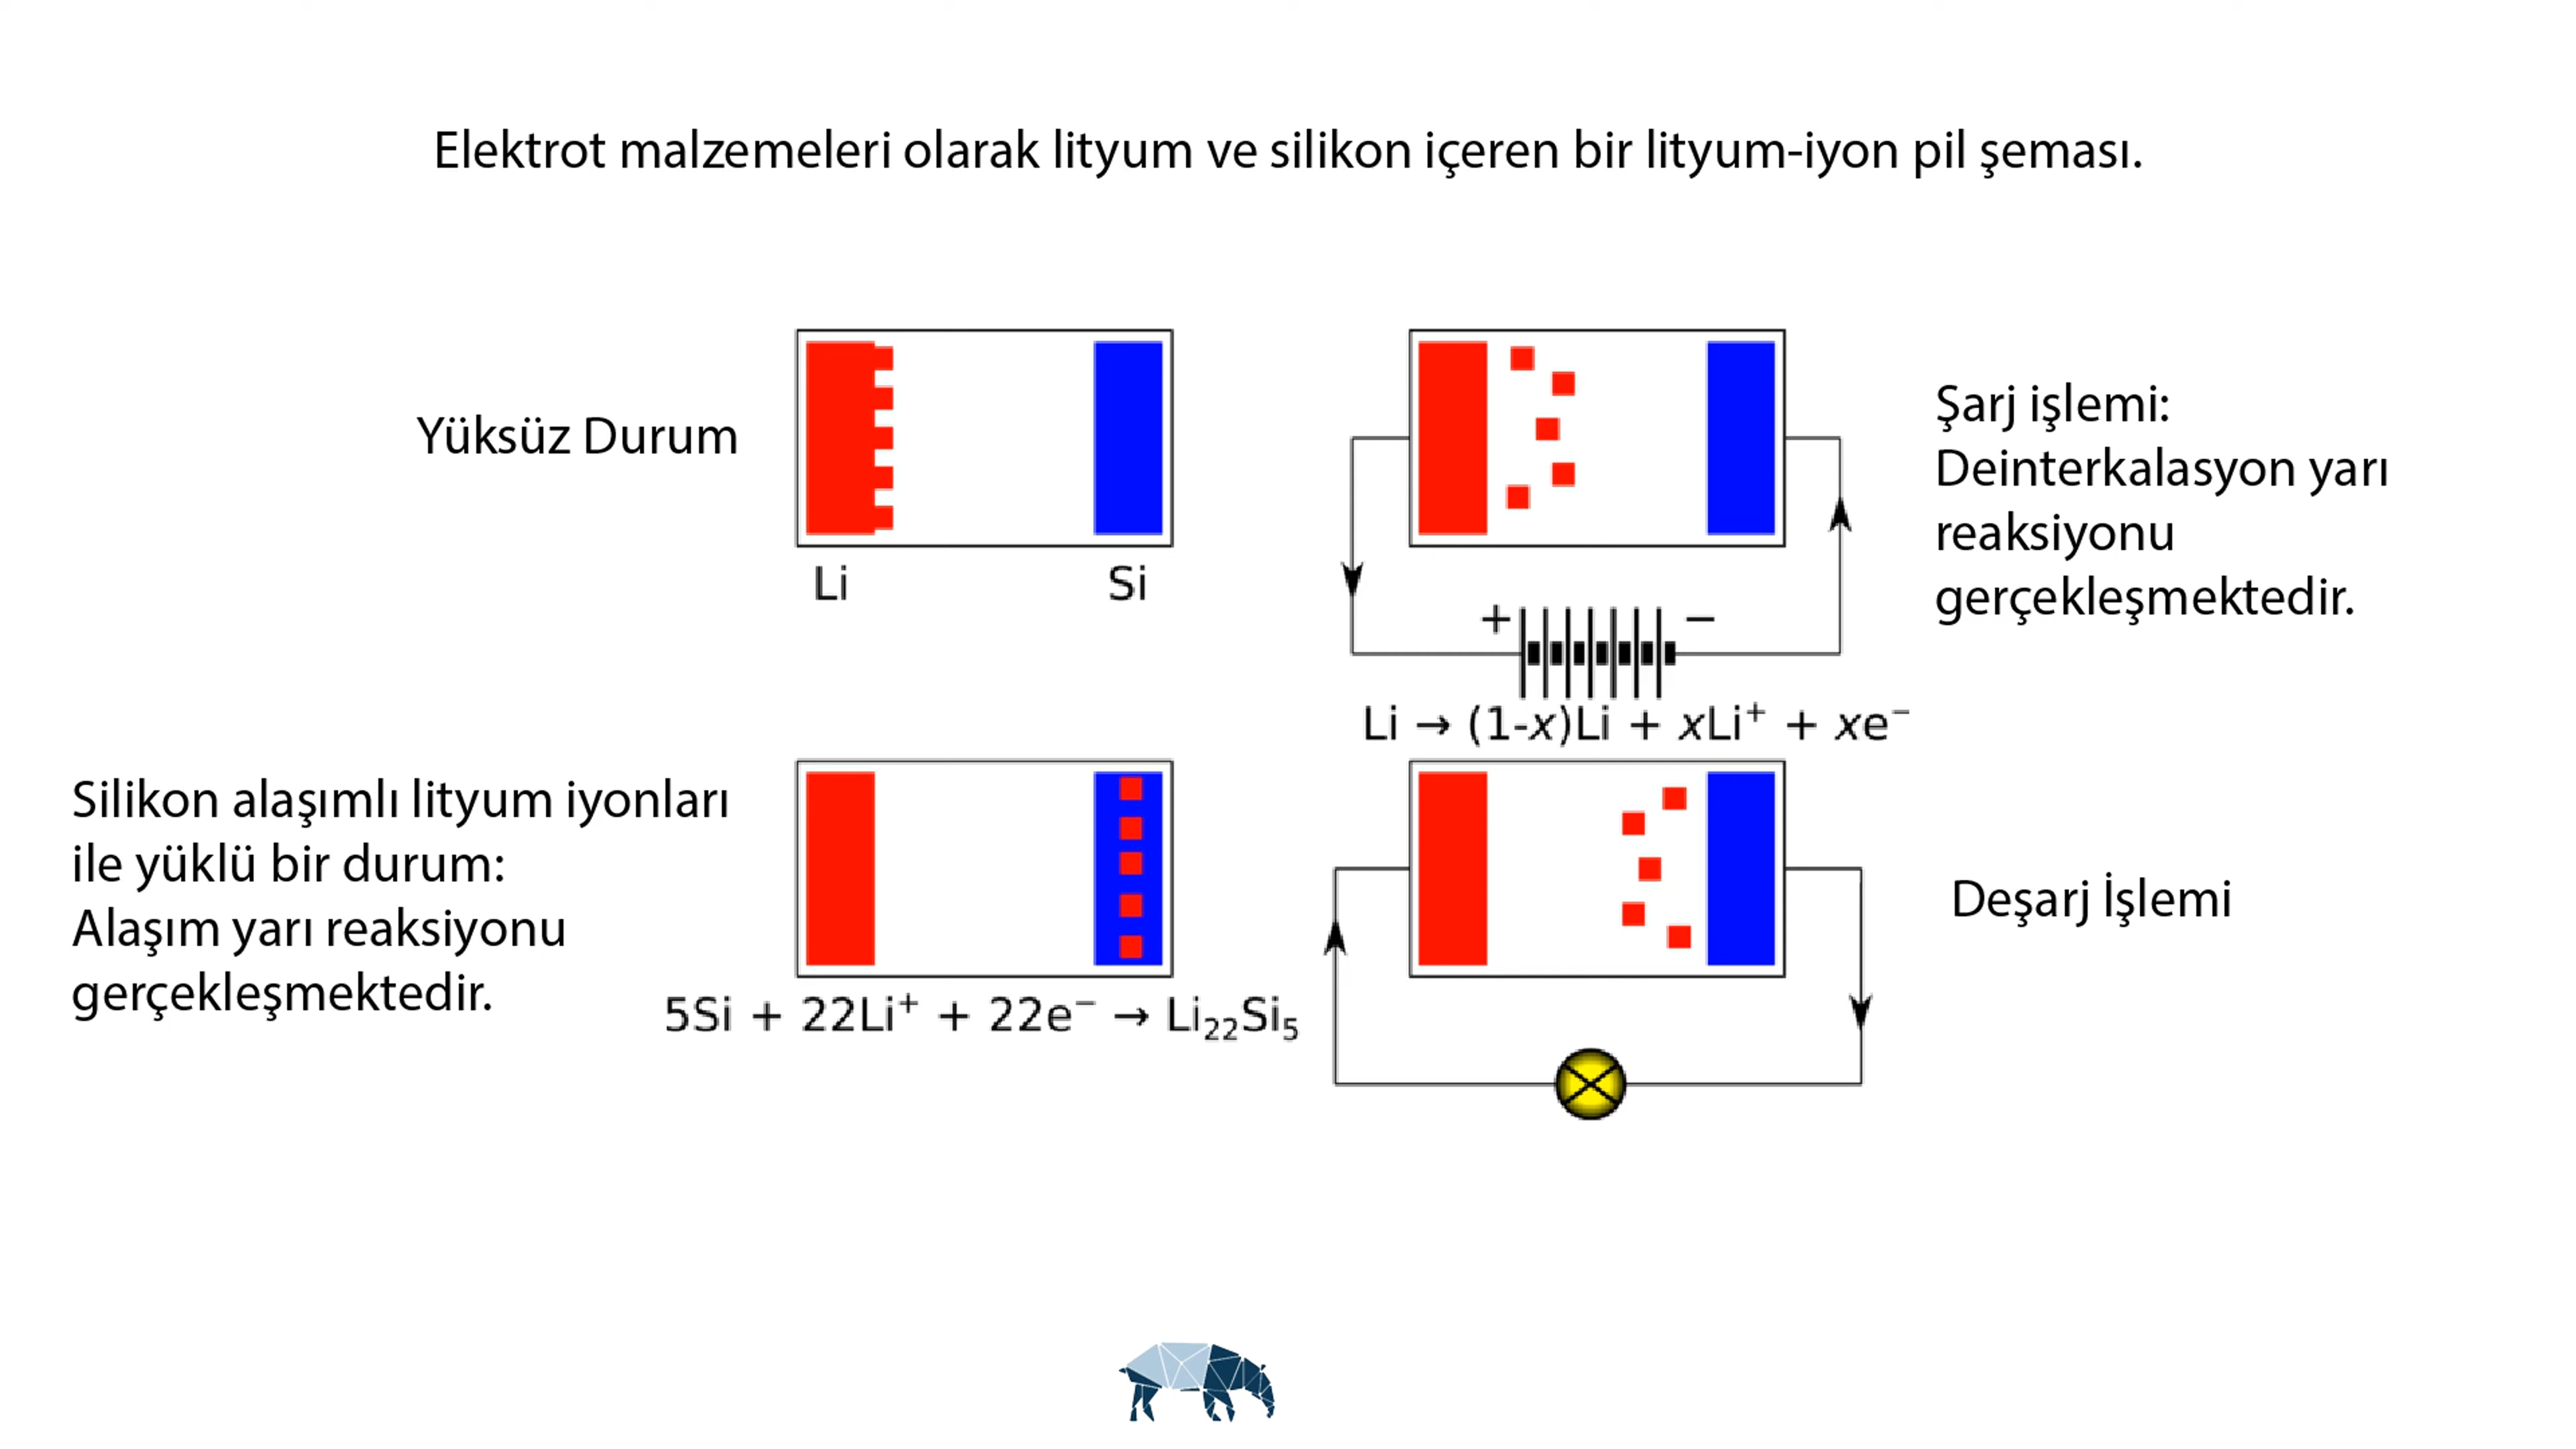 Elektrot malzemeleri olarak lityum ve silikon içeren bir lityum-iyon pil şeması.
Yüksüz Durum
Li
Si
Şarj işlemi:
Deinterkalasyon yarı
reaksiyonu
gerçekleşmektedir.
+ −
Li → (1-x)Li + xLi⁺ + xe⁻
Silikon alaşımlı lityum iyonları
ile yüklü bir durum:
Alaşım yarı reaksiyonu
gerçekleşmektedir.
5Si + 22Li⁺ + 22e⁻ → Li₂₂Si₅
Deşarj İşlemi